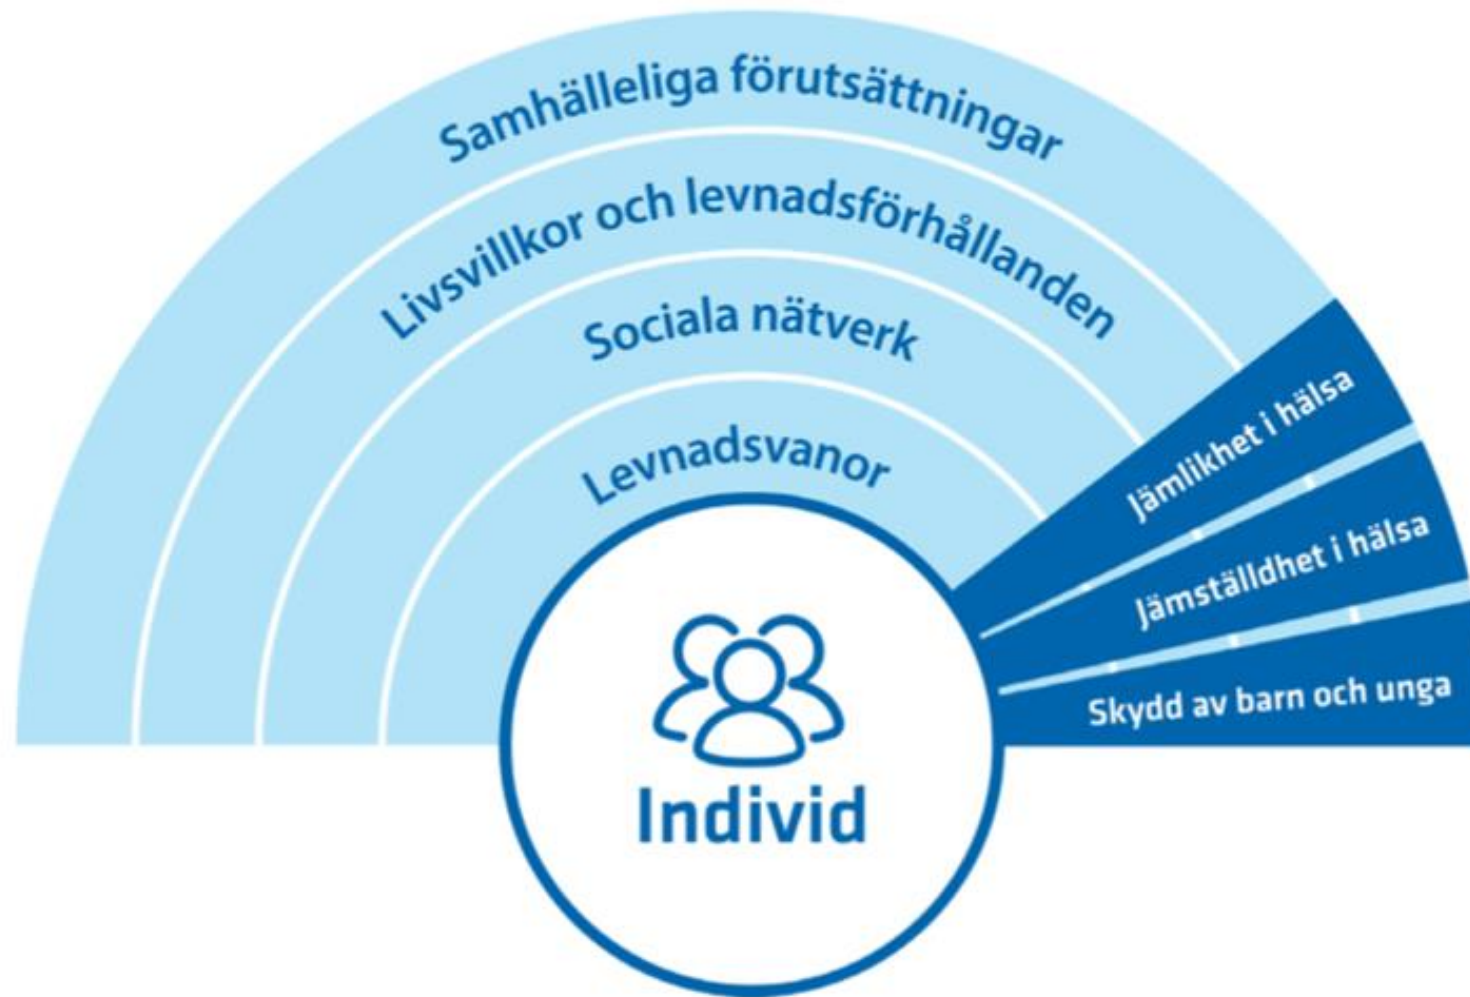 Samhälleliga förutsättningar
Livsvillkor och levnadsförhållanden
Sociala nätverk
Levnadsvanor
Jämlikhet i hälsa
Jämställdhet i hälsa
Skydd av barn och unga
Individ